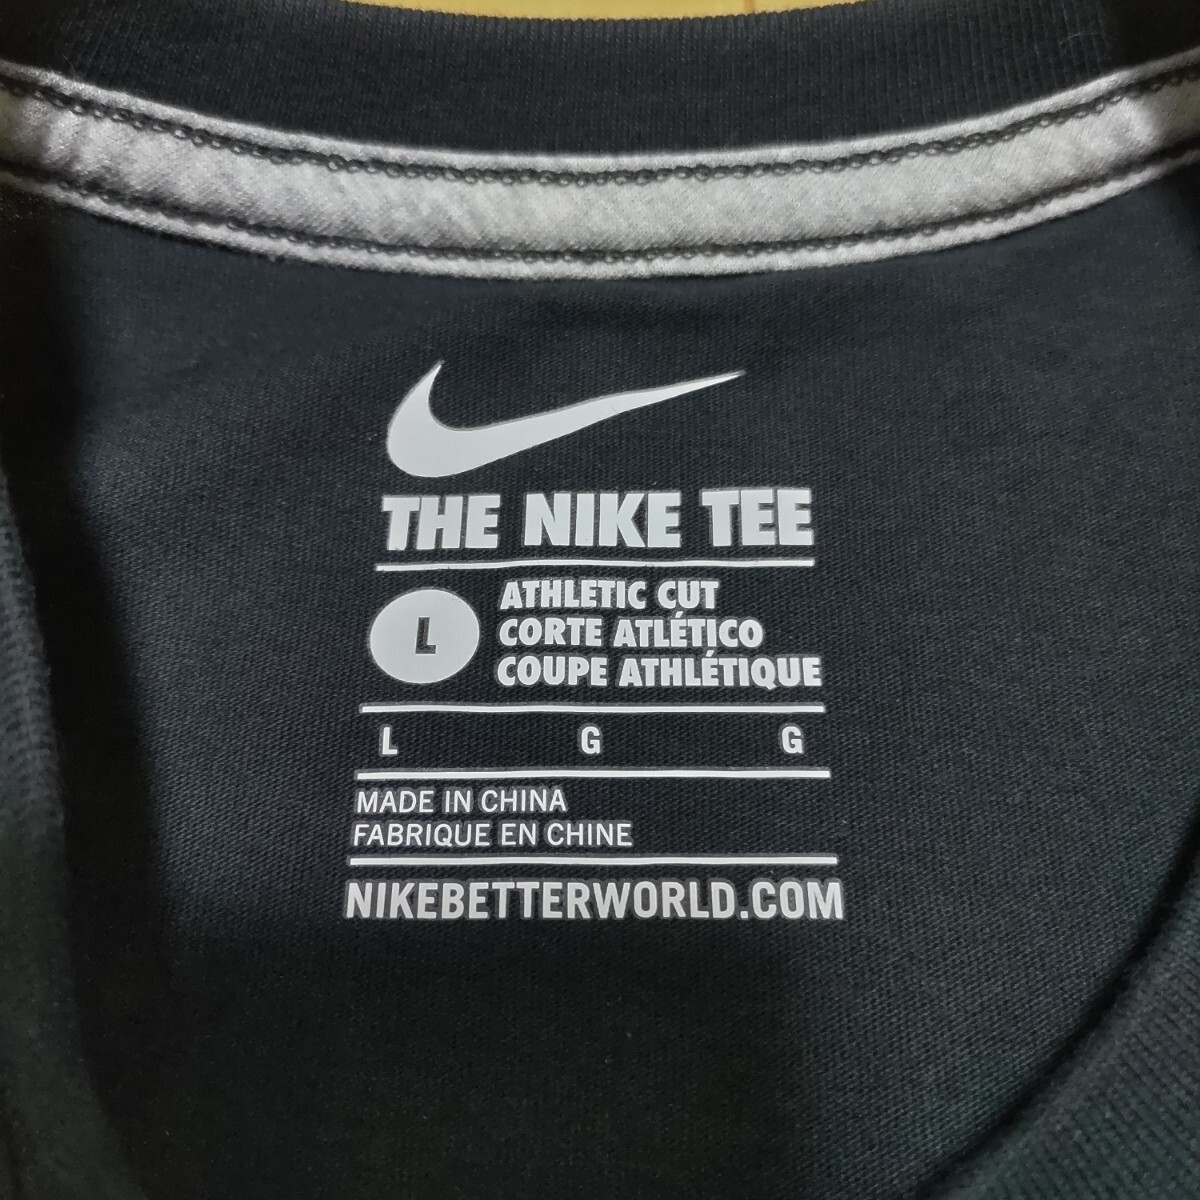 THE NIKE TEE
L
ATHLETIC CUT
CORTE ATLÉTICO
COUPE ATHLÉTIQUE
L G G
MADE IN CHINA
FABRIQUE EN CHINE
NIKEBETTERWORLD.COM